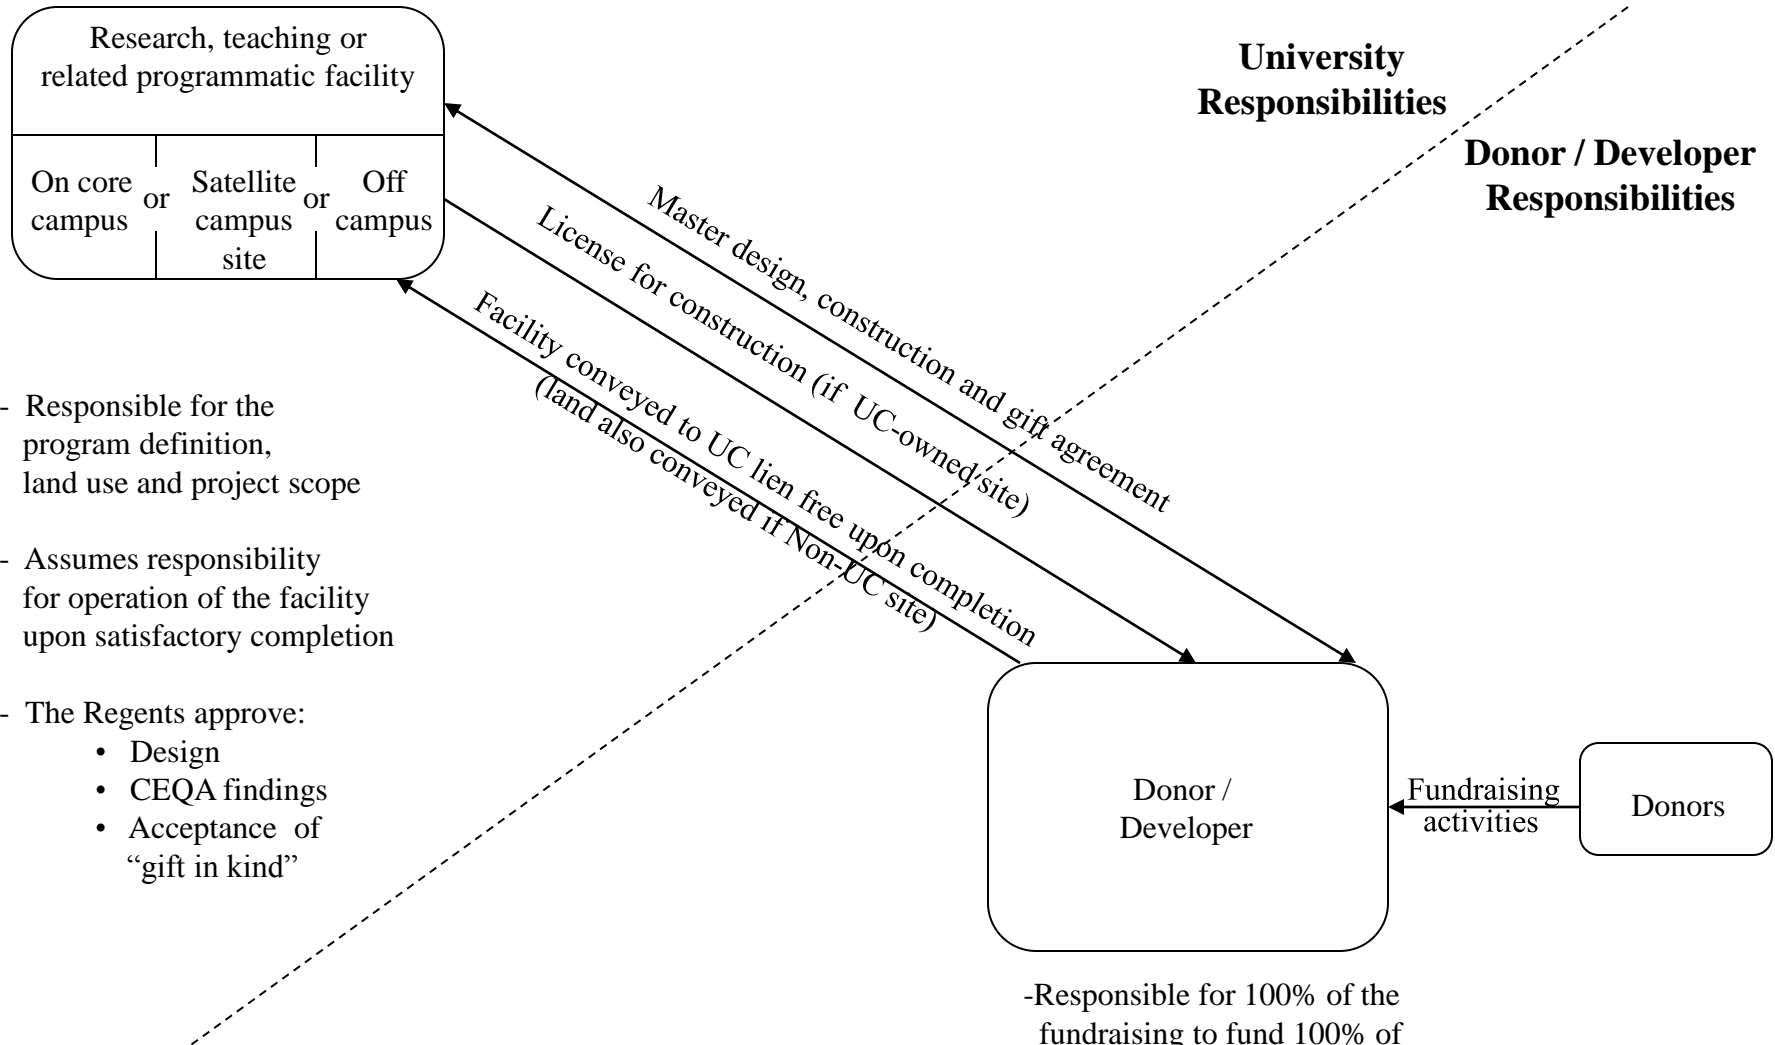 Research, teaching or
related programmatic facility
On core
campus
or
Satellite
campus
site
or
Off
campus
University
Responsibilities
Donor / Developer
Responsibilities
Master design, construction and gift agreement
License for construction (if UC-owned site)
Facility conveyed to UC lien free upon completion
(land also conveyed if Non-UC site)
- Responsible for the
program definition,
land use and project scope
- Assumes responsibility
for operation of the facility
upon satisfactory completion
- The Regents approve:
• Design
• CEQA findings
• Acceptance of
“gift in kind”
Donor /
Developer
Fundraising
activities
Donors
-Responsible for 100% of the
fundraising to fund 100% of